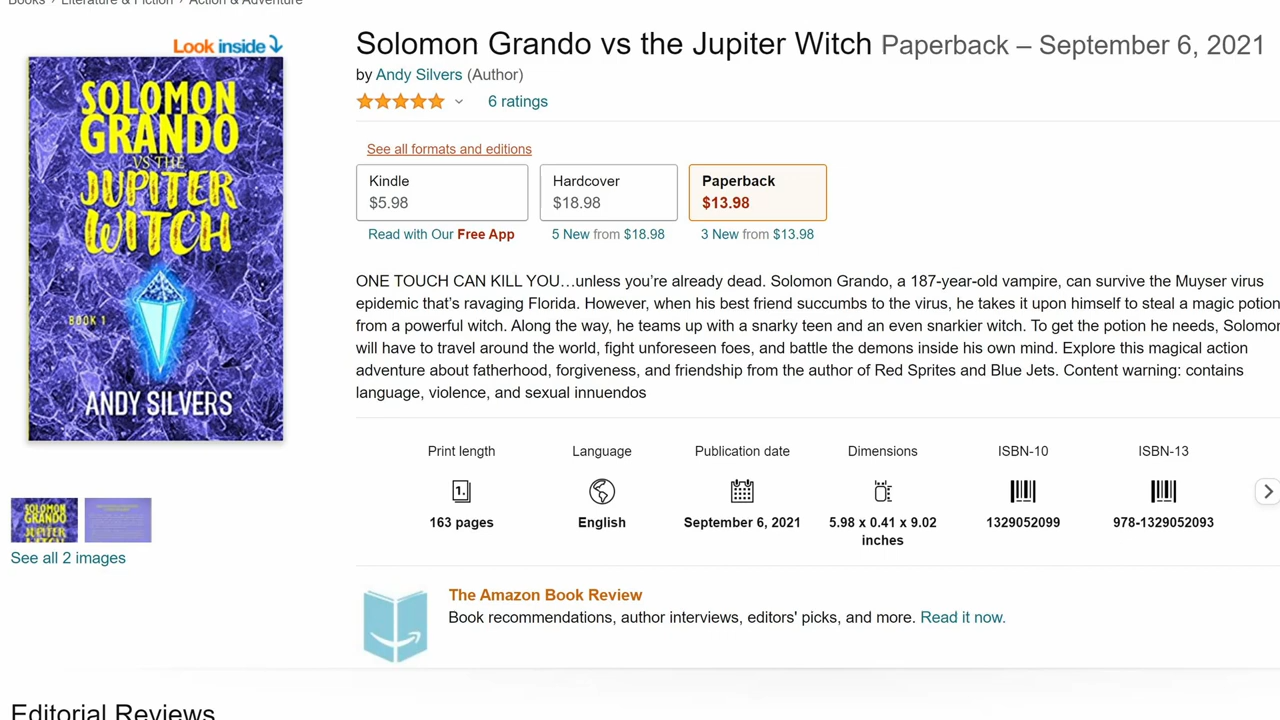 Books › Literature & Fiction › Action & Adventure
Look inside
SOLOMON
GRANDO
VS THE
JUPITER
WITCH
BOOK 1
ANDY SILVERS
SOLOMON
GRANDO
JUPITER
WITCH
See all 2 images
Solomon Grando vs the Jupiter Witch Paperback – September 6, 2021
by Andy Silvers (Author)
6 ratings
See all formats and editions
Kindle
$5.98
Read with Our Free App
Hardcover
$18.98
5 New from $18.98
Paperback
$13.98
3 New from $13.98
ONE TOUCH CAN KILL YOU…unless you’re already dead. Solomon Grando, a 187-year-old vampire, can survive the Muyser virus
epidemic that’s ravaging Florida. However, when his best friend succumbs to the virus, he takes it upon himself to steal a magic potion
from a powerful witch. Along the way, he teams up with a snarky teen and an even snarkier witch. To get the potion he needs, Solomon
will have to travel around the world, fight unforeseen foes, and battle the demons inside his own mind. Explore this magical action
adventure about fatherhood, forgiveness, and friendship from the author of Red Sprites and Blue Jets. Content warning: contains
language, violence, and sexual innuendos
Print length
1.
163 pages
Language
English
Publication date
September 6, 2021
Dimensions
5.98 x 0.41 x 9.02
inches
ISBN-10
1329052099
ISBN-13
978-1329052093
The Amazon Book Review
Book recommendations, author interviews, editors' picks, and more. Read it now.
Editorial Reviews